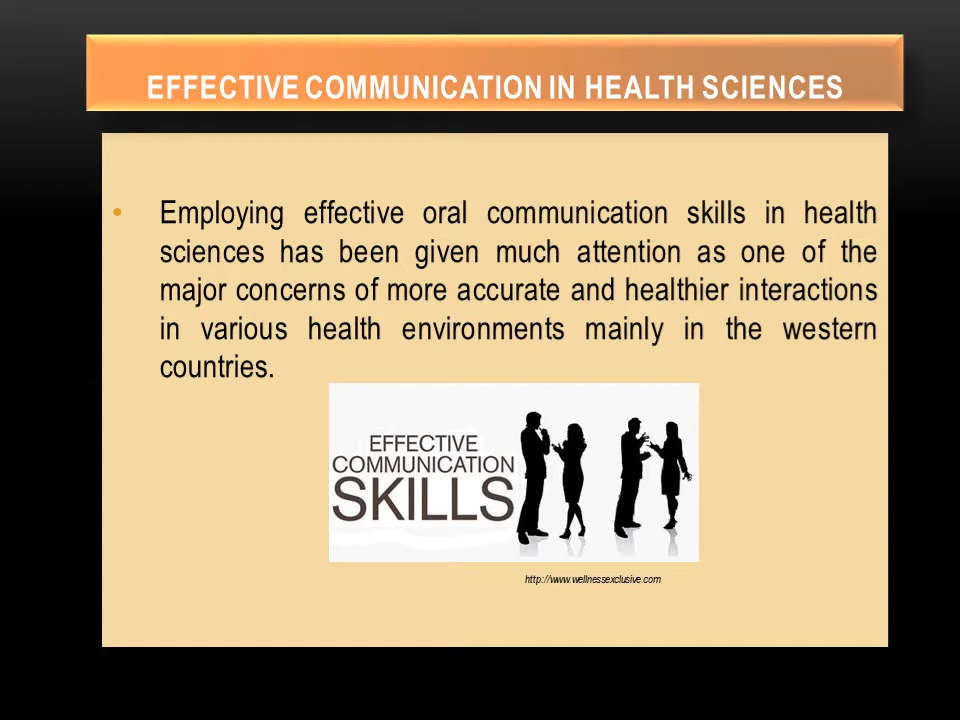 EFFECTIVE COMMUNICATION IN HEALTH SCIENCES
• Employing effective oral communication skills in health
sciences has been given much attention as one of the
major concerns of more accurate and healthier interactions
in various health environments mainly in the western
countries.
EFFECTIVE
COMMUNICATION
SKILLS
http://www.wellnessexclusive.com